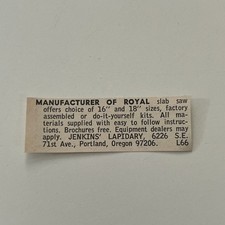 MANUFACTURER OF ROYAL slab saw
offers choice of 16" and 18" sizes, factory
assembled or do-it-yourself kits. All ma-
terials supplied with easy to follow instruc-
tions. Brochures free. Equipment dealers may
apply. JENKINS' LAPIDARY, 6226 S.E.
71st Ave., Portland, Oregon 97206. L66